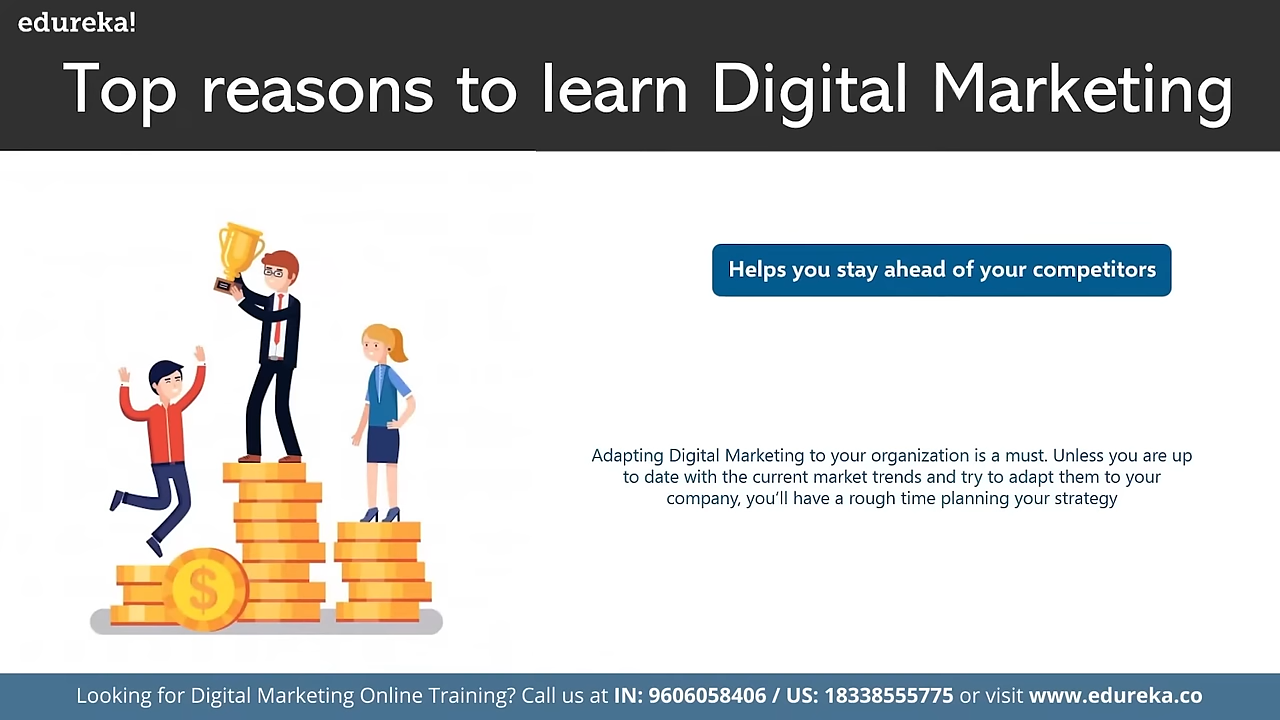 edureka!
Top reasons to learn Digital Marketing
Helps you stay ahead of your competitors
Adapting Digital Marketing to your organization is a must. Unless you are up
to date with the current market trends and try to adapt them to your
company, you'll have a rough time planning your strategy
$
Looking for Digital Marketing Online Training? Call us at IN: 9606058406 / US: 18338555775 or visit www.edureka.co